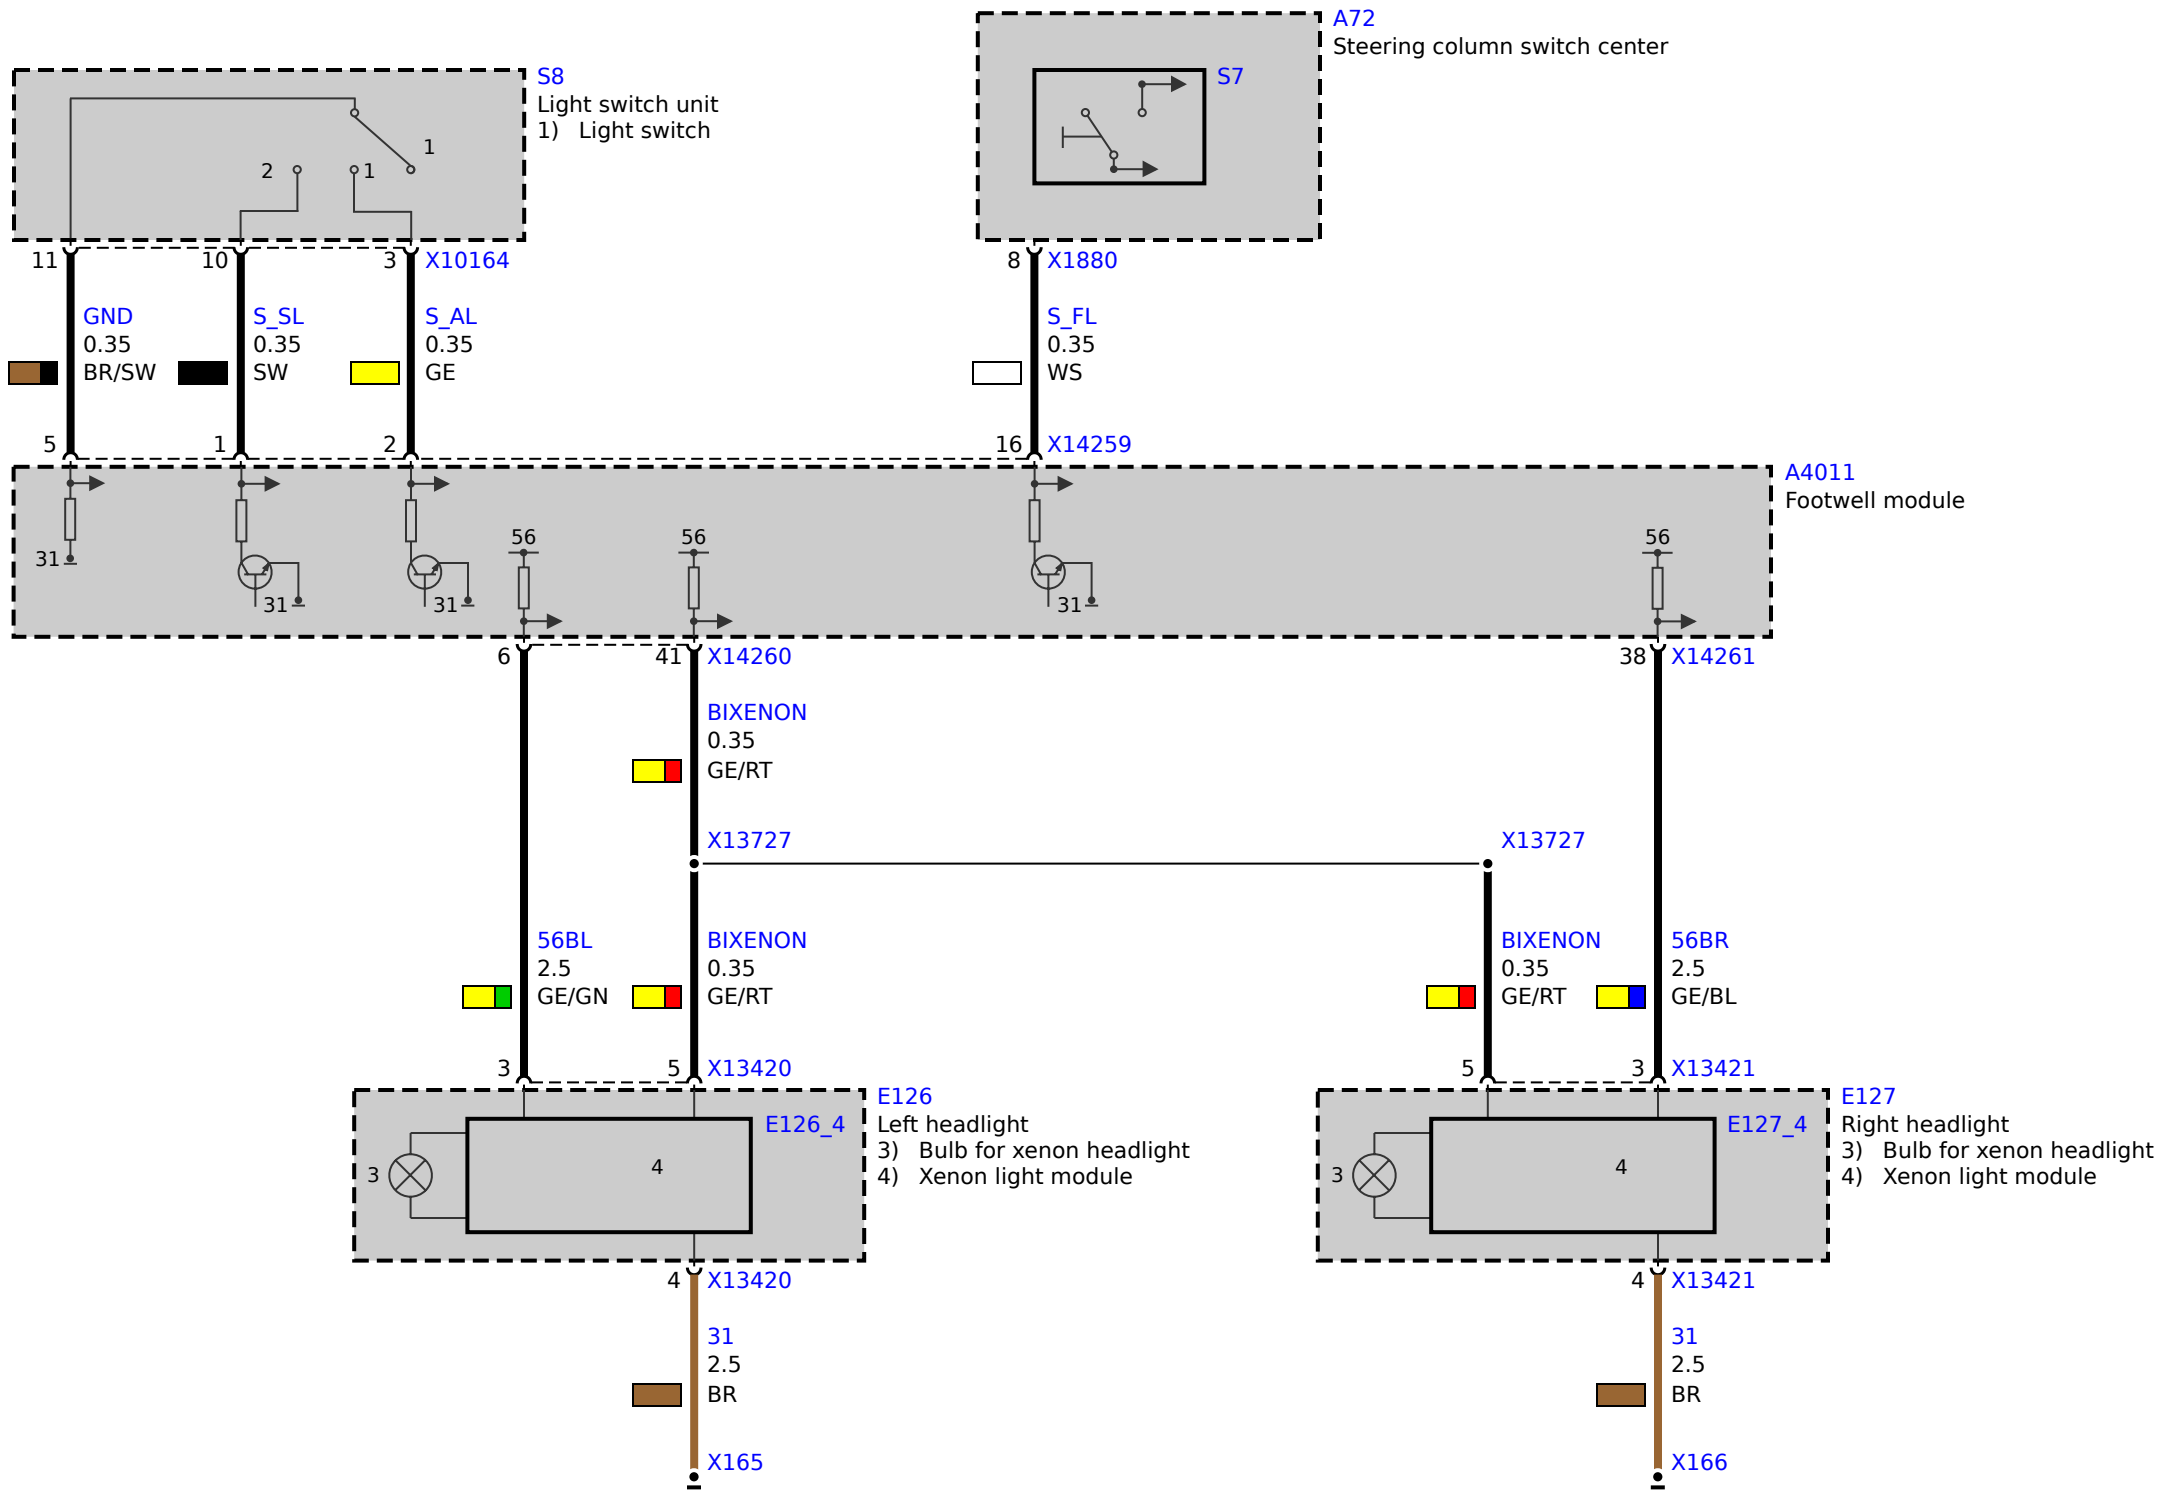 A72
Steering column switch center
S8
Light switch unit
1) Light switch
S7
1
2
1
11
10
3
X10164
8
X1880
GND
0.35
BR/SW
S_SL
0.35
SW
S_AL
0.35
GE
S_FL
0.35
WS
5
1
2
16
X14259
A4011
Footwell module
31
31
31
56
56
31
56
6
41
X14260
38
X14261
BIXENON
0.35
GE/RT
X13727
X13727
56BL
2.5
GE/GN
BIXENON
0.35
GE/RT
BIXENON
0.35
GE/RT
56BR
2.5
GE/BL
3
5
X13420
5
3
X13421
E126
Left headlight
3) Bulb for xenon headlight
4) Xenon light module
E126_4
3
4
E127
Right headlight
3) Bulb for xenon headlight
4) Xenon light module
E127_4
3
4
4
X13420
4
X13421
31
2.5
BR
31
2.5
BR
X165
X166